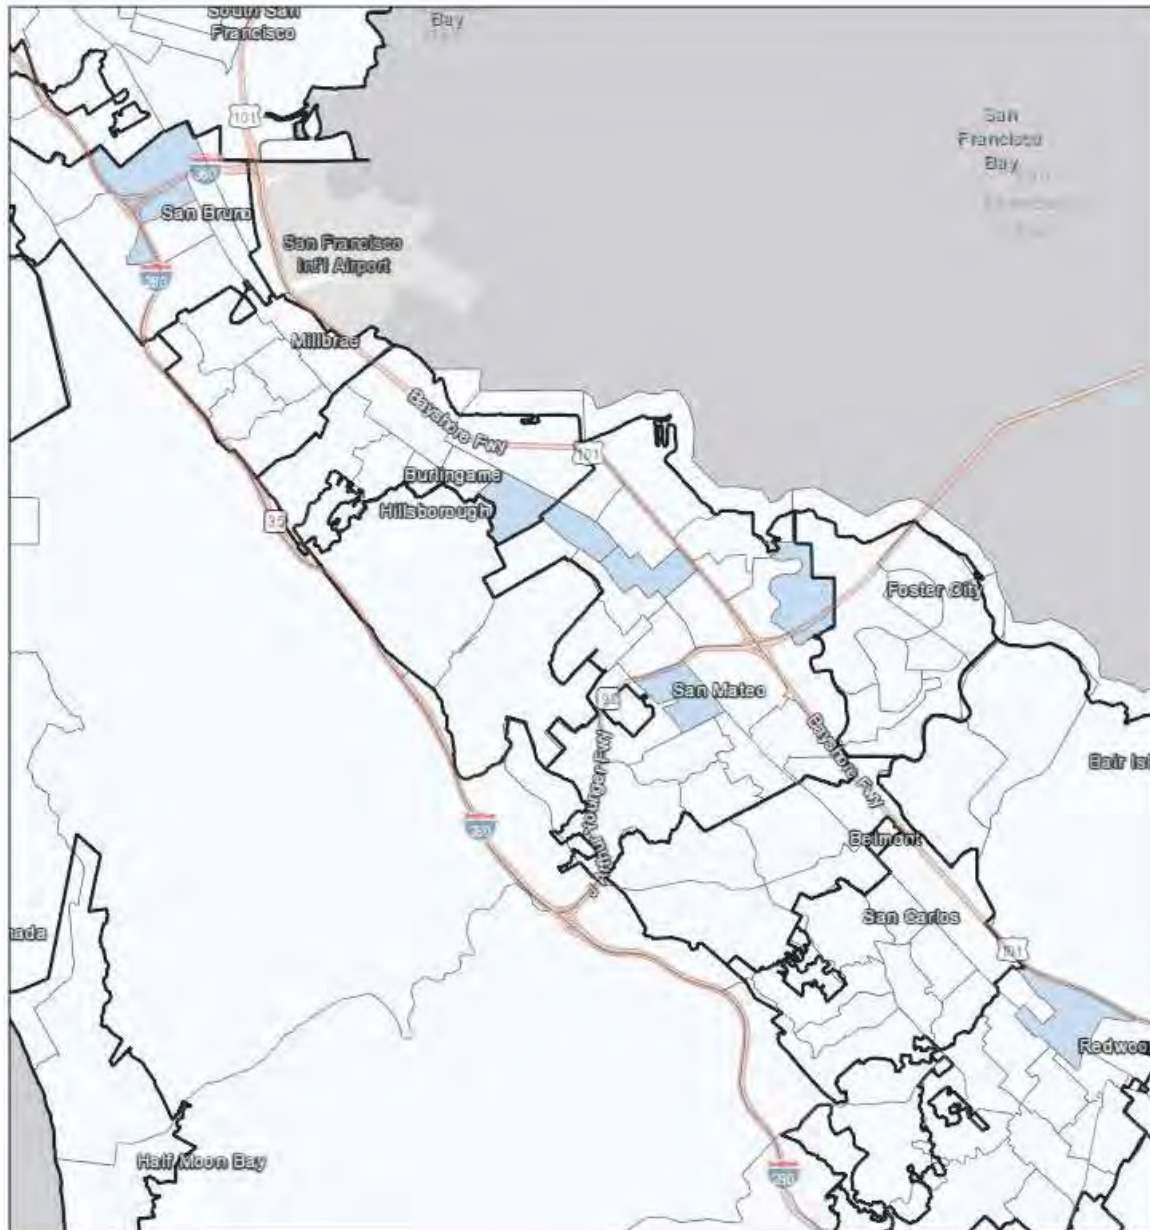 South San
Francisco
Bay
101
San
Francisco
Bay
380
San Bruno
San Francisco
Int'l Airport
280
Millbrae
Bayshore Fwy
101
Burlingame
Hillsborough
35
Foster City
San Mateo
Bayshore Fwy
Bair Isl
280
Belmont
San Carlos
nada
101
Redwoo
Half Moon Bay
280